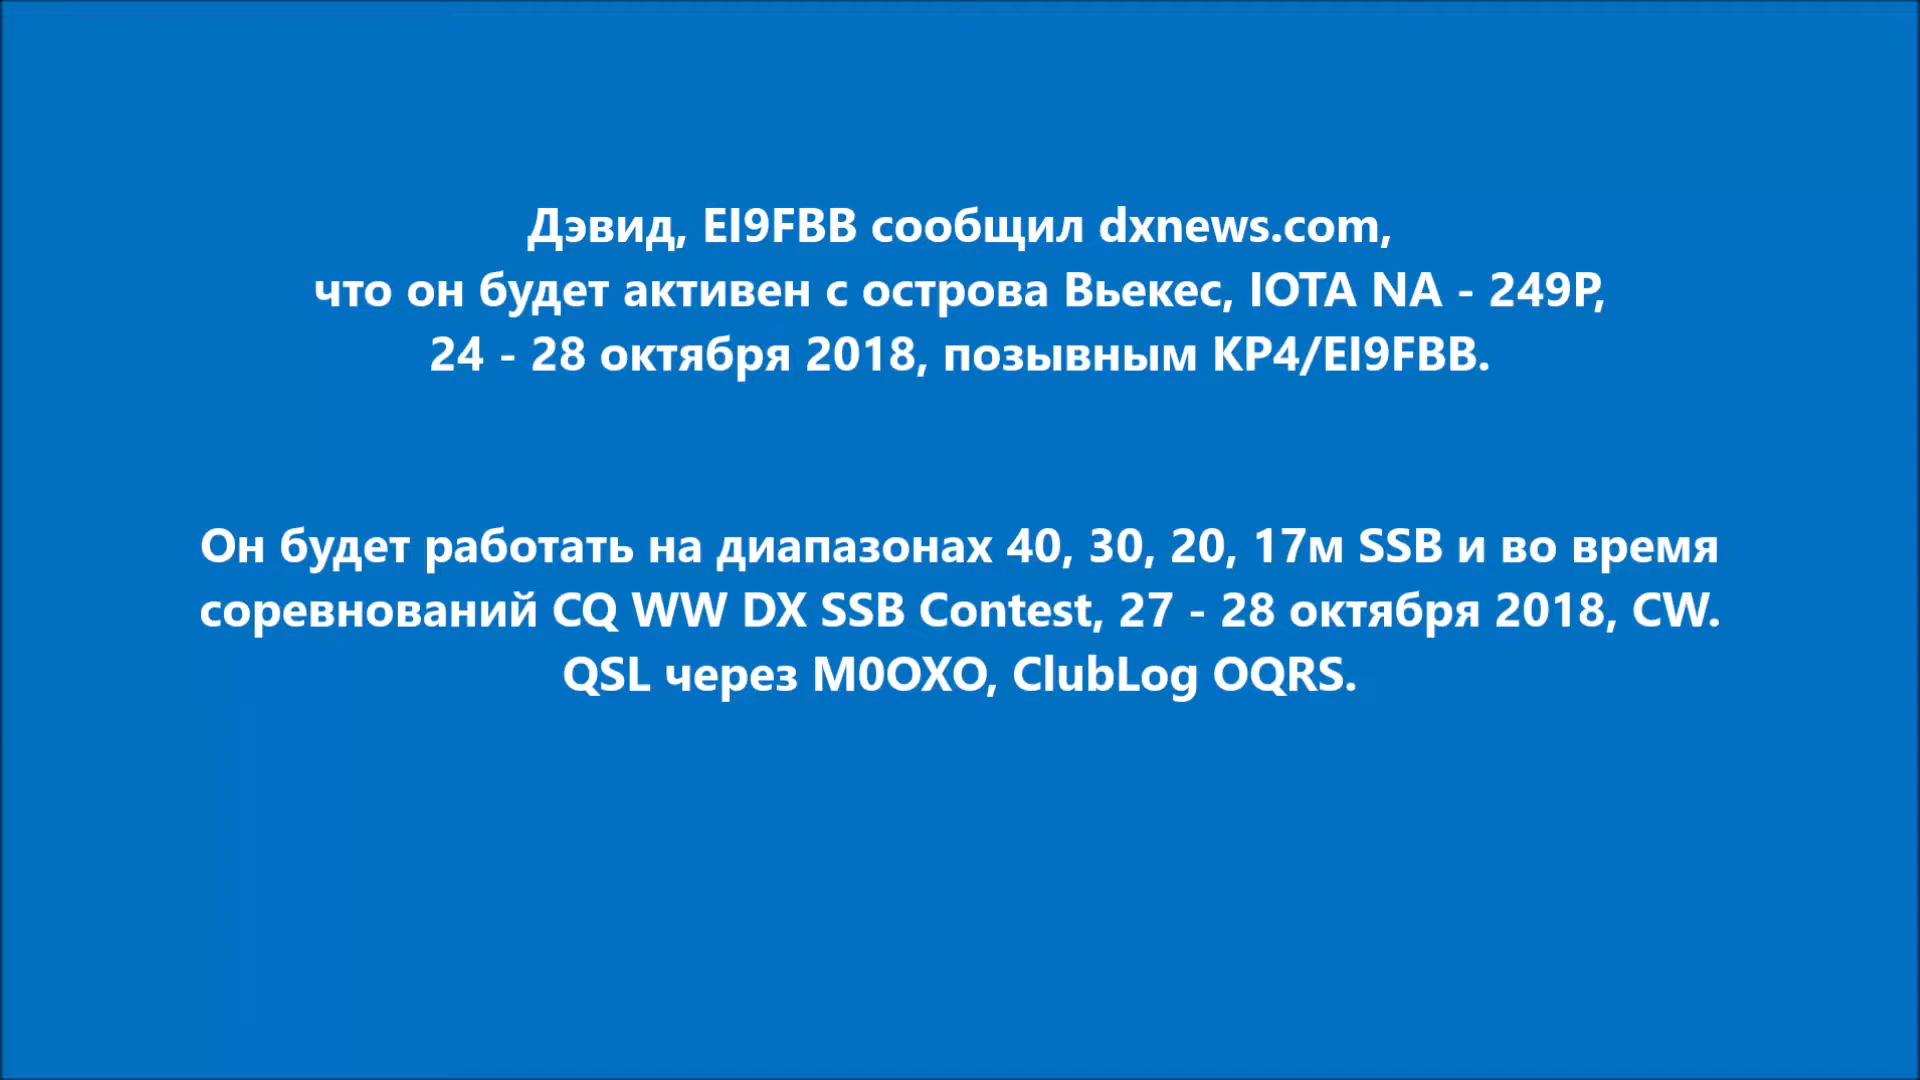 Дэвид, EI9FBB сообщил dxnews.com,
что он будет активен с острова Вьекес, IOTA NA - 249P,
24 - 28 октября 2018, позывным KP4/EI9FBB.
Он будет работать на диапазонах 40, 30, 20, 17м SSB и во время
соревнований CQ WW DX SSB Contest, 27 - 28 октября 2018, CW.
QSL через M0OXO, ClubLog OQRS.